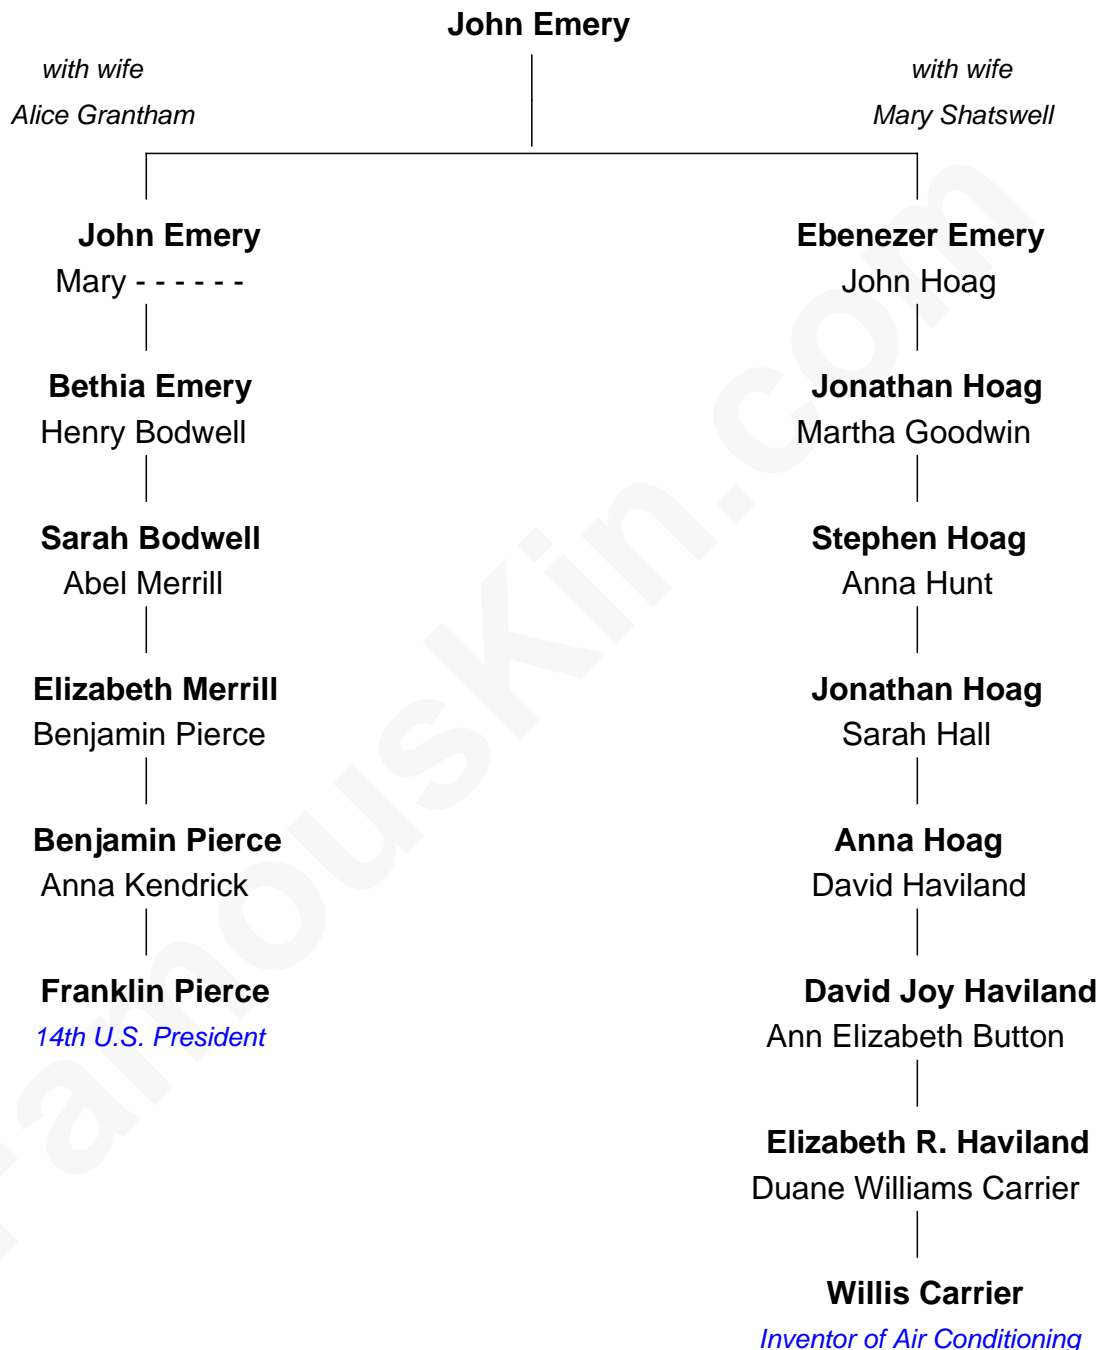 John Emery
with wife
Alice Grantham
with wife
Mary Shatswell
John Emery
Mary - - - - - -
Ebenezer Emery
John Hoag
Bethia Emery
Henry Bodwell
Jonathan Hoag
Martha Goodwin
Sarah Bodwell
Abel Merrill
Stephen Hoag
Anna Hunt
Elizabeth Merrill
Benjamin Pierce
Jonathan Hoag
Sarah Hall
Benjamin Pierce
Anna Kendrick
Anna Hoag
David Haviland
Franklin Pierce
14th U.S. President
David Joy Haviland
Ann Elizabeth Button
Elizabeth R. Haviland
Duane Williams Carrier
Willis Carrier
Inventor of Air Conditioning
FamousKin.com